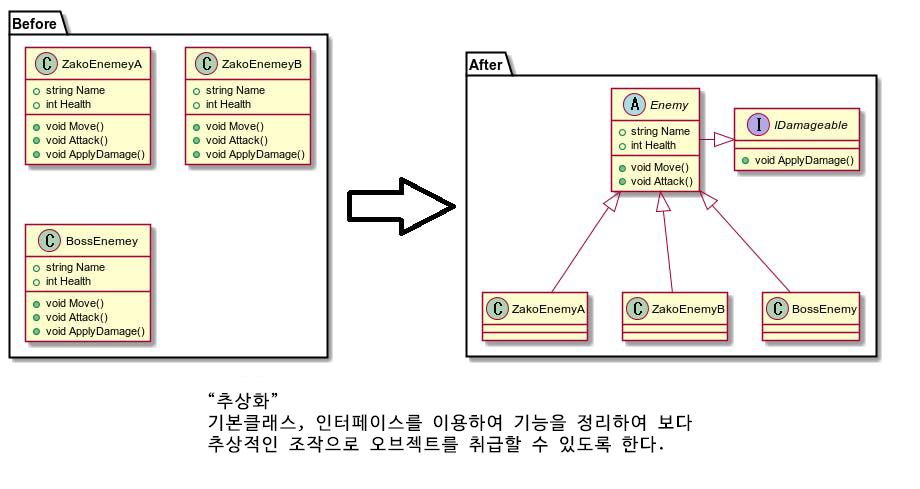 Before
C ZakoEnemeyA
string Name
int Health
void Move()
void Attack()
void ApplyDamage()
C ZakoEnemeyB
string Name
int Health
void Move()
void Attack()
void ApplyDamage()
C BossEnemey
string Name
int Health
void Move()
void Attack()
void ApplyDamage()
After
A Enemy
string Name
int Health
void Move()
void Attack()
I IDamageable
void ApplyDamage()
C ZakoEnemyA
C ZakoEnemyB
C BossEnemy
“추상화”
기본클래스, 인터페이스를 이용하여 기능을 정리하여 보다
추상적인 조작으로 오브젝트를 취급할 수 있도록 한다.